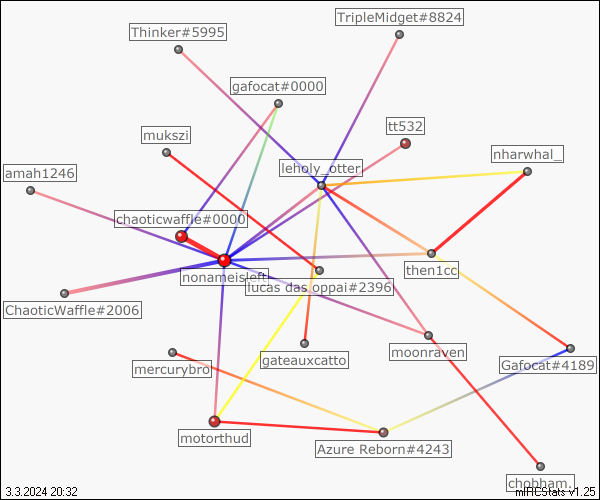 TripleMidget#8824
Thinker#5995
gafocat#0000
tt532
mukszi
nharwhal_
leholy_otter
amah1246
chaoticwaffle#0000
then1cc
nonameisleft
lucas das oppai#2396
ChaoticWaffle#2006
moonraven
gateauxcatto
Gafocat#4189
mercurybro
motorthud
Azure Reborn#4243
chobham.
3.3.2024 20:32
mIRCStats v1.25